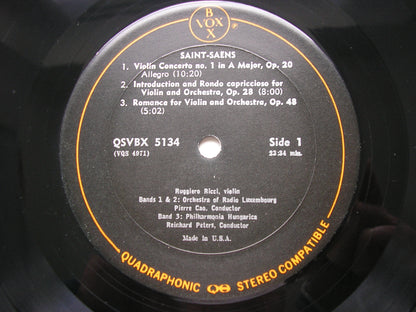 BOX
VOX
SAINT-SAENS
1. Violin Concerto no. 1 in A Major, Op. 20
Allegro (10:20)
2. Introduction and Rondo capriccioso for
Violin and Orchestra, Op. 28 (8:00)
3. Romance for Violin and Orchestra, Op. 48
(5:02)
QSVBX 5134 Side 1
(VQS 4971) 23:34 min.
Ruggiero Ricci, violin
Bands 1 & 2: Orchestra of Radio Luxembourg
Pierre Cao, Conductor
Band 3: Philharmonia Hungarica
Reinhard Peters, Conductor
Made in U.S.A.
QUADRAPHONIC QS STEREO COMPATIBLE